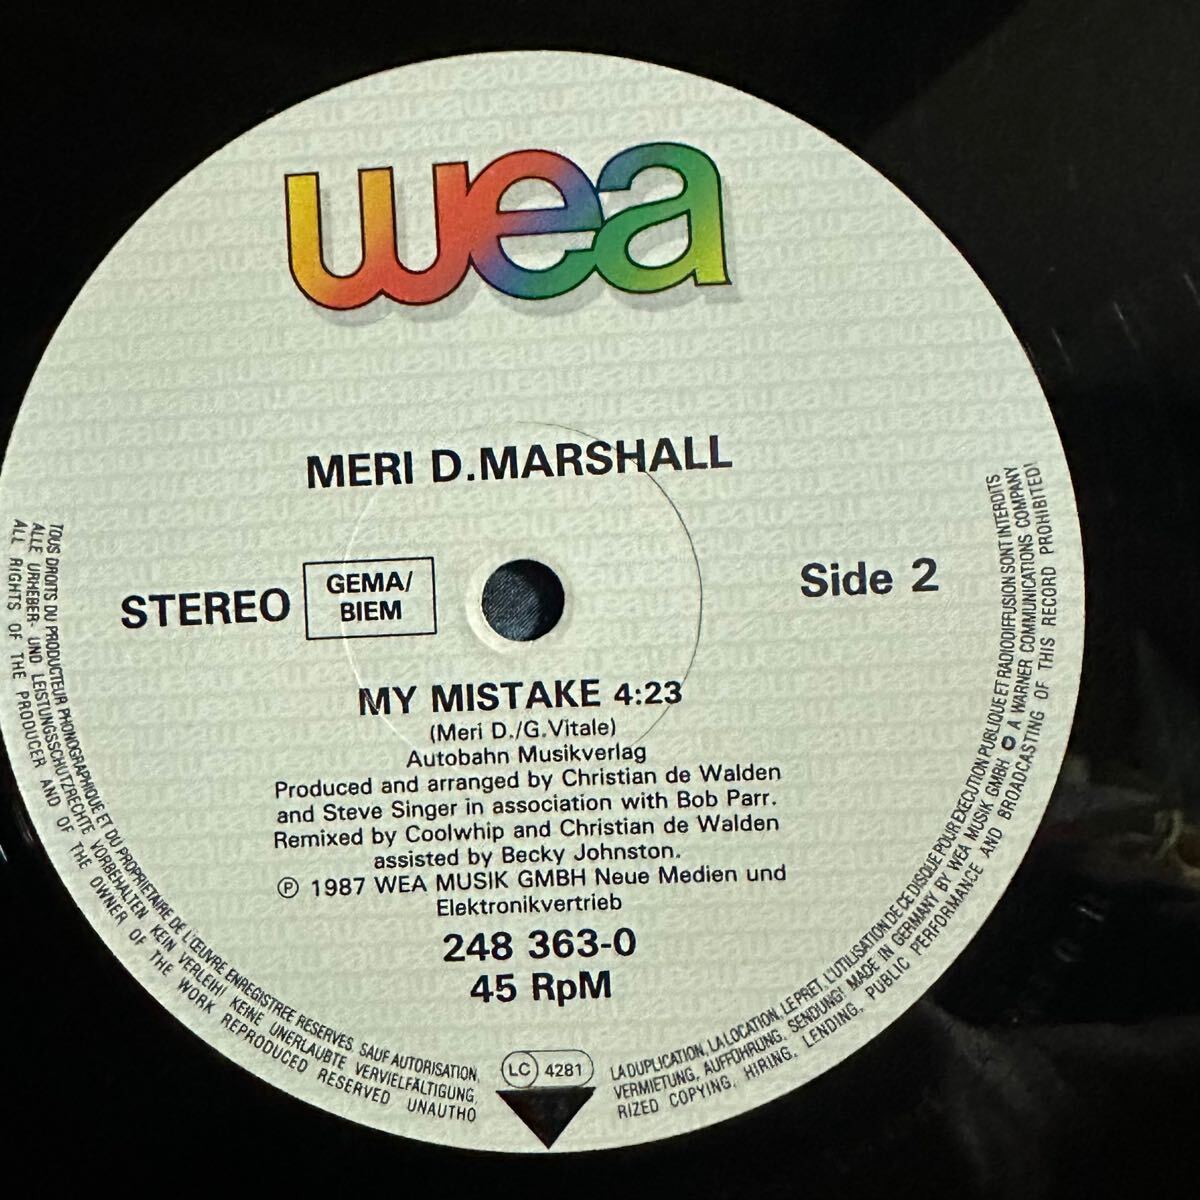 wea
MERI D.MARSHALL
STEREO
GEMA/
BIEM
Side 2
MY MISTAKE 4:23
(Meri D./G.Vitale)
Autobahn Musikverlag
Produced and arranged by Christian de Walden
and Steve Singer in association with Bob Parr.
Remixed by Coolwhip and Christian de Walden
assisted by Becky Johnston.
℗ 1987 WEA MUSIK GMBH Neue Medien und
Elektronikvertrieb
248 363-0
45 RpM
LC 4281
TOUS DROITS DU PRODUCTEUR PHONOGRAPHIQUE ET DU PROPRIETAIRE DE L'ŒUVRE ENREGISTREE RESERVES. SAUF AUTORISATION,
ALLE URHEBER- UND LEISTUNGSSCHUTZRECHTE VORBEHALTEN KEIN VERLEIH! KEINE UNERLAUBTE VERVIELFÄLTIGUNG,
ALL RIGHTS OF THE PRODUCER AND OF THE OWNER OF THE WORK REPRODUCED RESERVED UNAUTHO
LA DUPLICATION, LA LOCATION, LE PRET, L'UTILISATION DE CE DISQUE POUR EXECUTION PUBLIQUE ET RADIODIFFUSION SONT INTERDITS
VERMIETUNG, AUFFÜHRUNG, SENDUNG! MADE IN GERMANY BY WEA MUSIK GMBH. A WARNER COMMUNICATIONS COMPANY
RIZED COPYING, HIRING, LENDING, PUBLIC PERFORMANCE AND BROADCASTING OF THIS RECORD PROHIBITED!